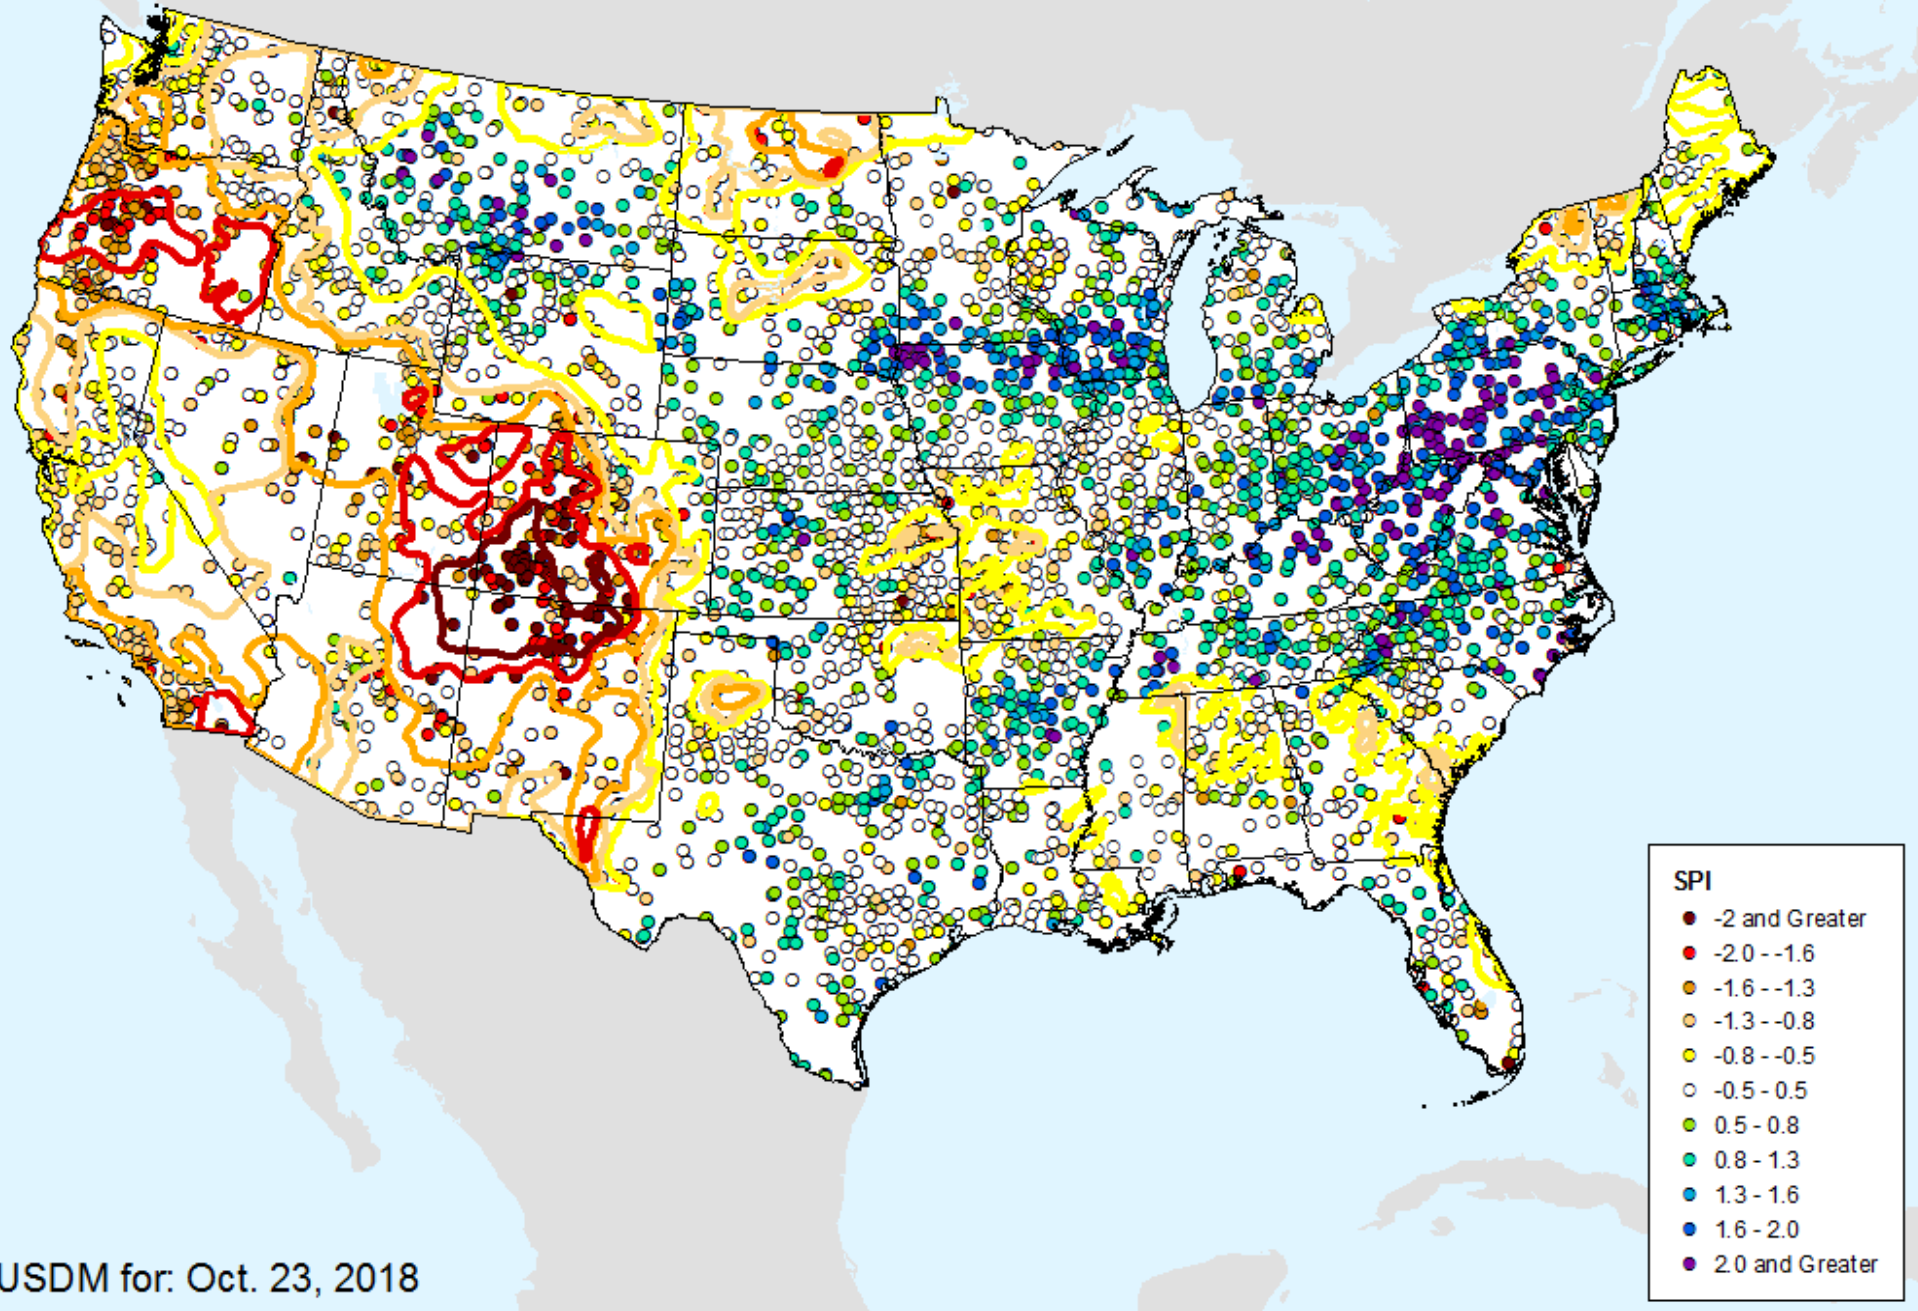 SPI
-2 and Greater
-2.0 - -1.6
-1.6 - -1.3
-1.3 - -0.8
-0.8 - -0.5
-0.5 - 0.5
0.5 - 0.8
0.8 - 1.3
1.3 - 1.6
1.6 - 2.0
2.0 and Greater
USDM for: Oct. 23, 2018